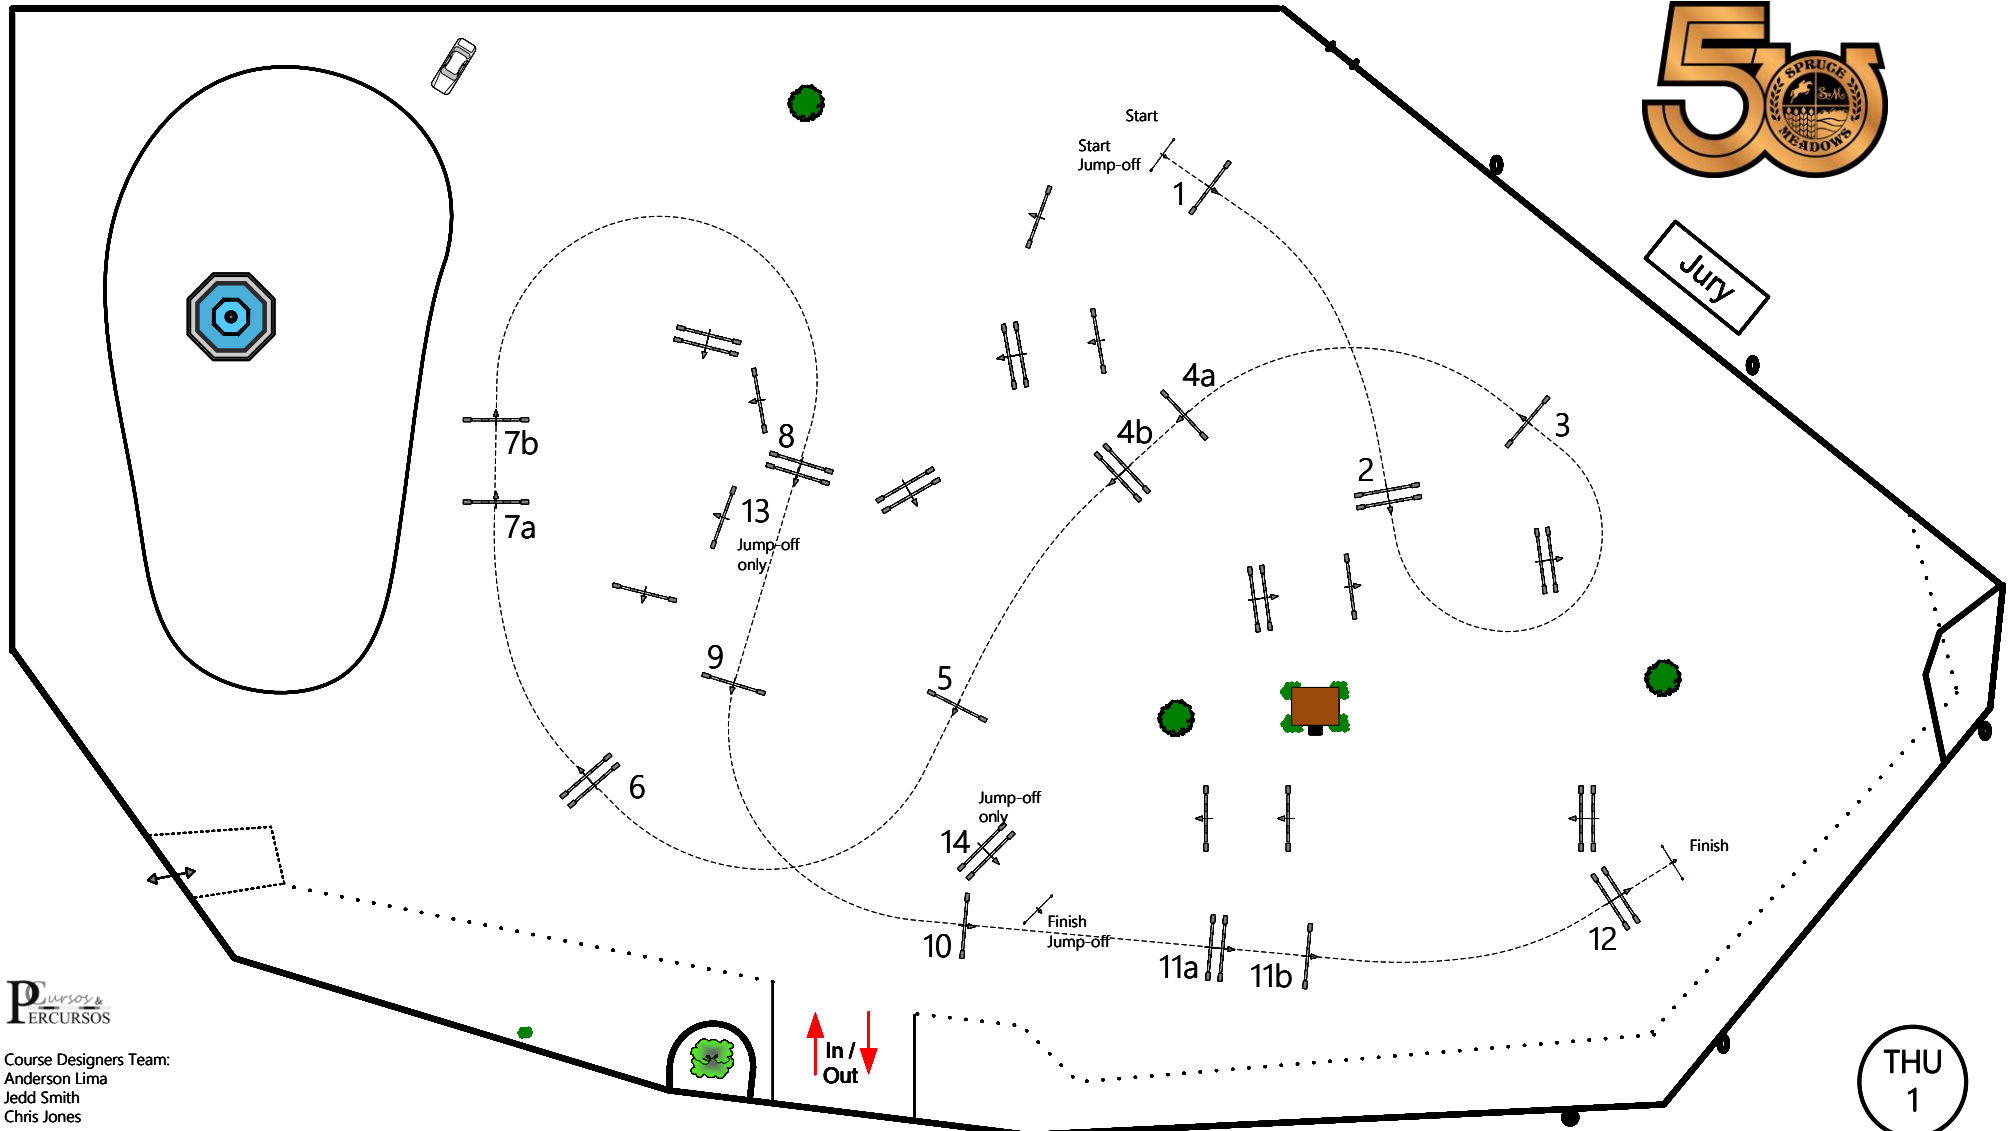 50
SPRUCE
SM
MEADOWS
Start
Start
Jump-off
1
Jury
4a
4b
3
8
7b
2
13
Jump-off
only
7a
9
5
6
Jump-off
only
14
Finish
Finish
Jump-off
10
11a
11b
12
Cursos &
PERCURSOS
In /
Out
Course Designers Team:
Anderson Lima
Jedd Smith
Chris Jones
THU
1